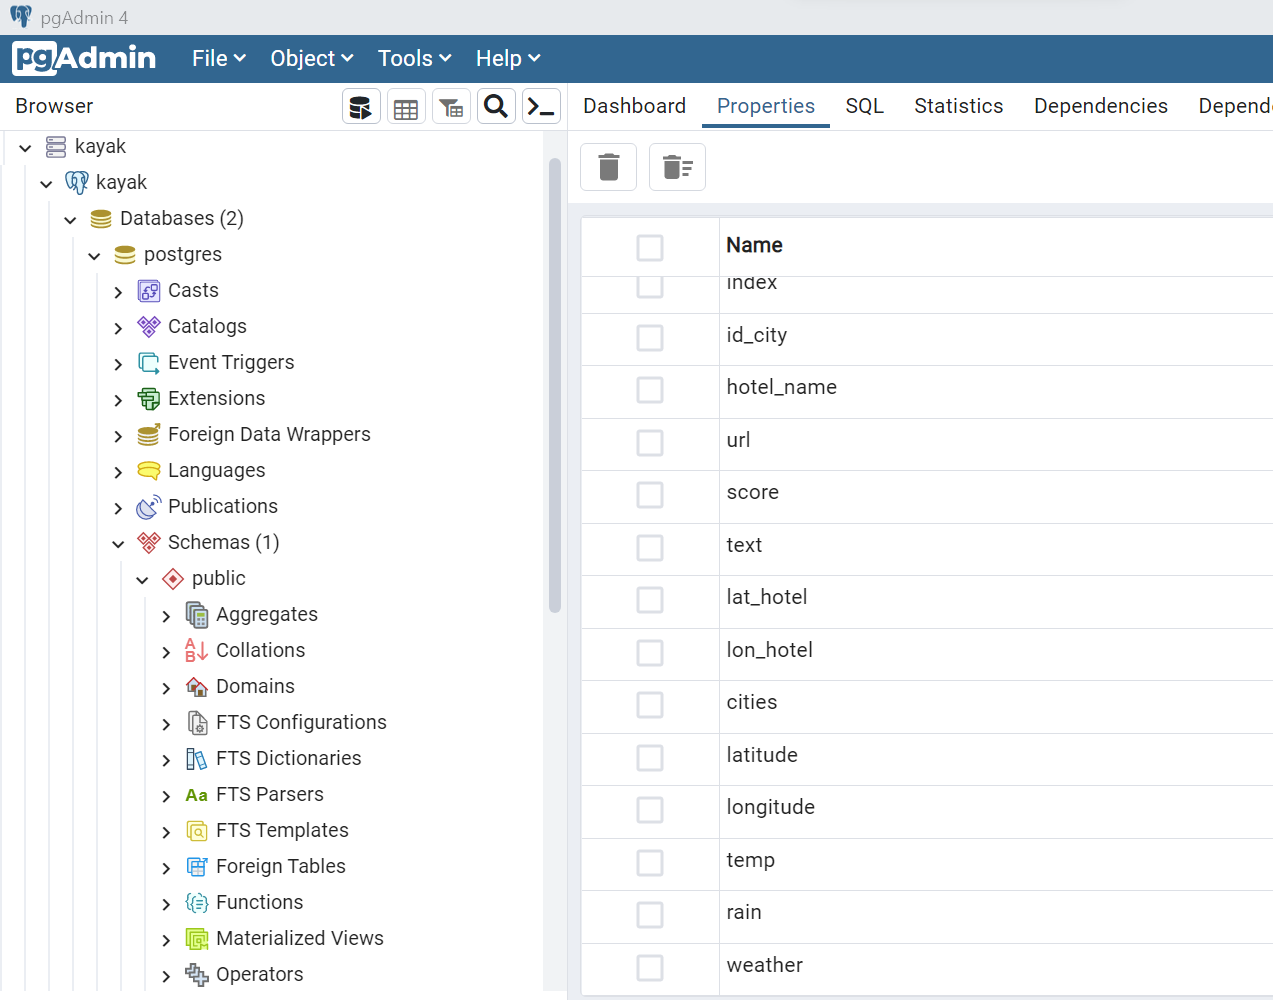 pgAdmin 4
pgAdmin File Object Tools Help
Browser
Dashboard Properties SQL Statistics Dependencies
kayak
kayak
Databases (2)
postgres
Casts
Catalogs
Event Triggers
Extensions
Foreign Data Wrappers
Languages
Publications
Schemas (1)
public
Aggregates
Collations
Domains
FTS Configurations
FTS Dictionaries
Aa FTS Parsers
FTS Templates
Foreign Tables
Functions
Materialized Views
Operators
Name
index
id_city
hotel_name
url
score
text
lat_hotel
lon_hotel
cities
latitude
longitude
temp
rain
weather